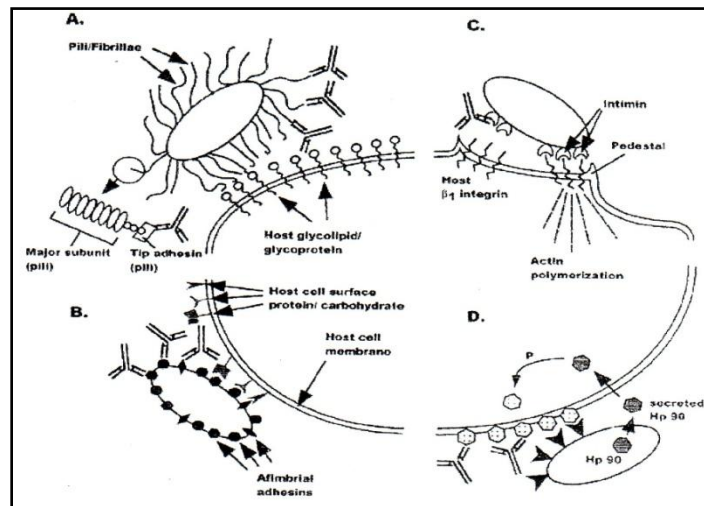 A.
Pili/Fibrillae
Major subunit
(pili)
Tip adhesin
(pili)
Host glycolipid/
glycoprotein
B.
Host cell surface
protein/ carbohydrate
Host cell
membrane
Afimbrial
adhesins
C.
Intimin
Pedestal
Host
β1 integrin
Actin
polymerization
D.
P
secreted
Hp 90
Hp 90